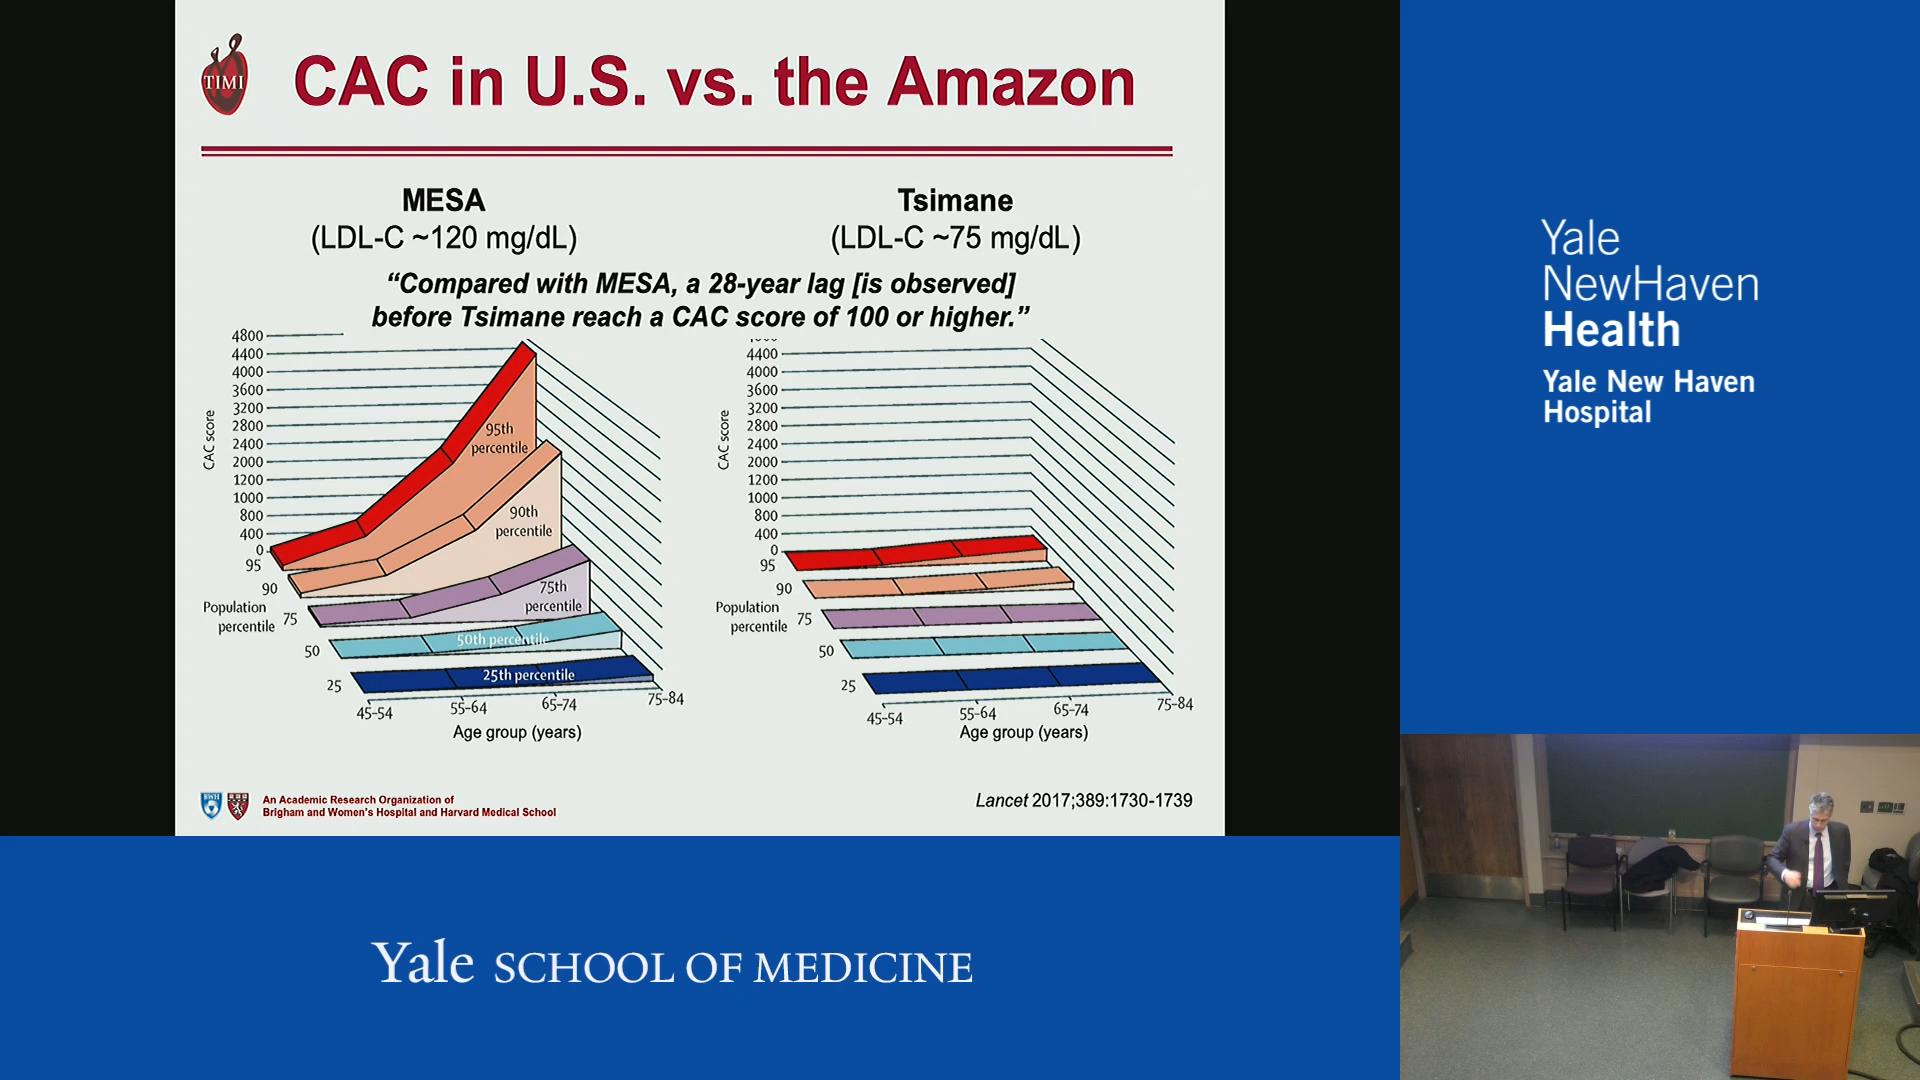 TIMI
CAC in U.S. vs. the Amazon
MESA
(LDL-C ~120 mg/dL)
Tsimane
(LDL-C ~75 mg/dL)
“Compared with MESA, a 28-year lag [is observed]
before Tsimane reach a CAC score of 100 or higher.”
CAC score
4800
4400
4000
3600
3200
2800
2400
2000
1200
1000
800
400
0
95
90
75
50
25
Population
percentile
95th
percentile
90th
percentile
75th
percentile
50th percentile
25th percentile
45–54
55–64
65–74
75–84
Age group (years)
CAC score
4400
4000
3600
3200
2800
2400
2000
1200
1000
800
400
0
95
90
75
50
25
Population
percentile
45–54
55–64
65–74
75–84
Age group (years)
BWH
An Academic Research Organization of
Brigham and Women's Hospital and Harvard Medical School
Lancet 2017;389:1730-1739
Yale
NewHaven
Health
Yale New Haven
Hospital
Yale SCHOOL OF MEDICINE